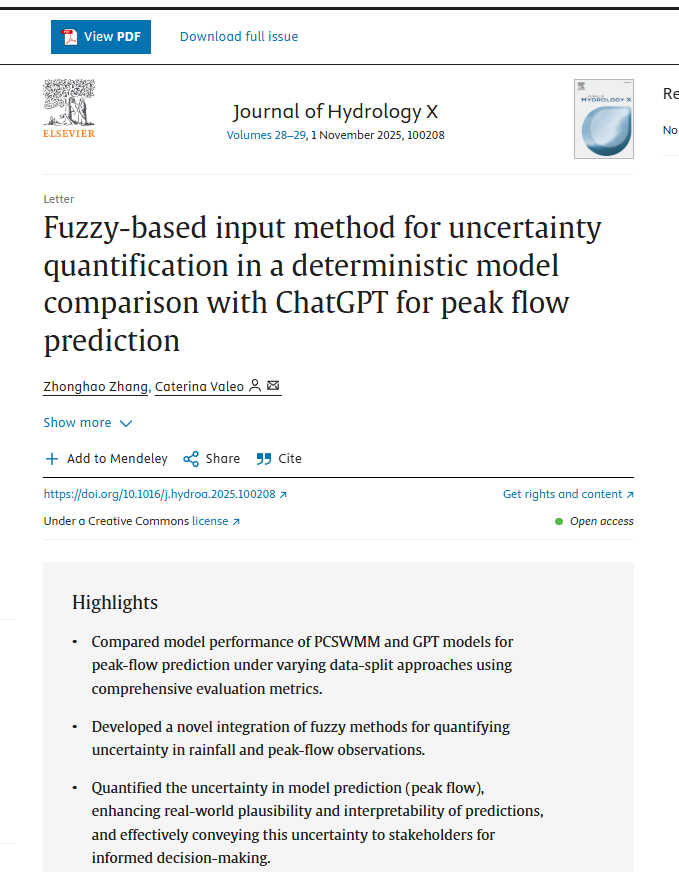 View PDF
Download full issue
ELSEVIER
Journal of Hydrology X
Volumes 28–29, 1 November 2025, 100208
HYDROLOGY X
Re
No
Letter
Fuzzy-based input method for uncertainty
quantification in a deterministic model
comparison with ChatGPT for peak flow
prediction
Zhonghao Zhang, Caterina Valeo
Show more
Add to Mendeley
Share
Cite
https://doi.org/10.1016/j.hydroa.2025.100208
Get rights and content
Under a Creative Commons license
Open access
Highlights
• Compared model performance of PCSWMM and GPT models for
peak-flow prediction under varying data-split approaches using
comprehensive evaluation metrics.
• Developed a novel integration of fuzzy methods for quantifying
uncertainty in rainfall and peak-flow observations.
• Quantified the uncertainty in model prediction (peak flow),
enhancing real-world plausibility and interpretability of predictions,
and effectively conveying this uncertainty to stakeholders for
informed decision-making.